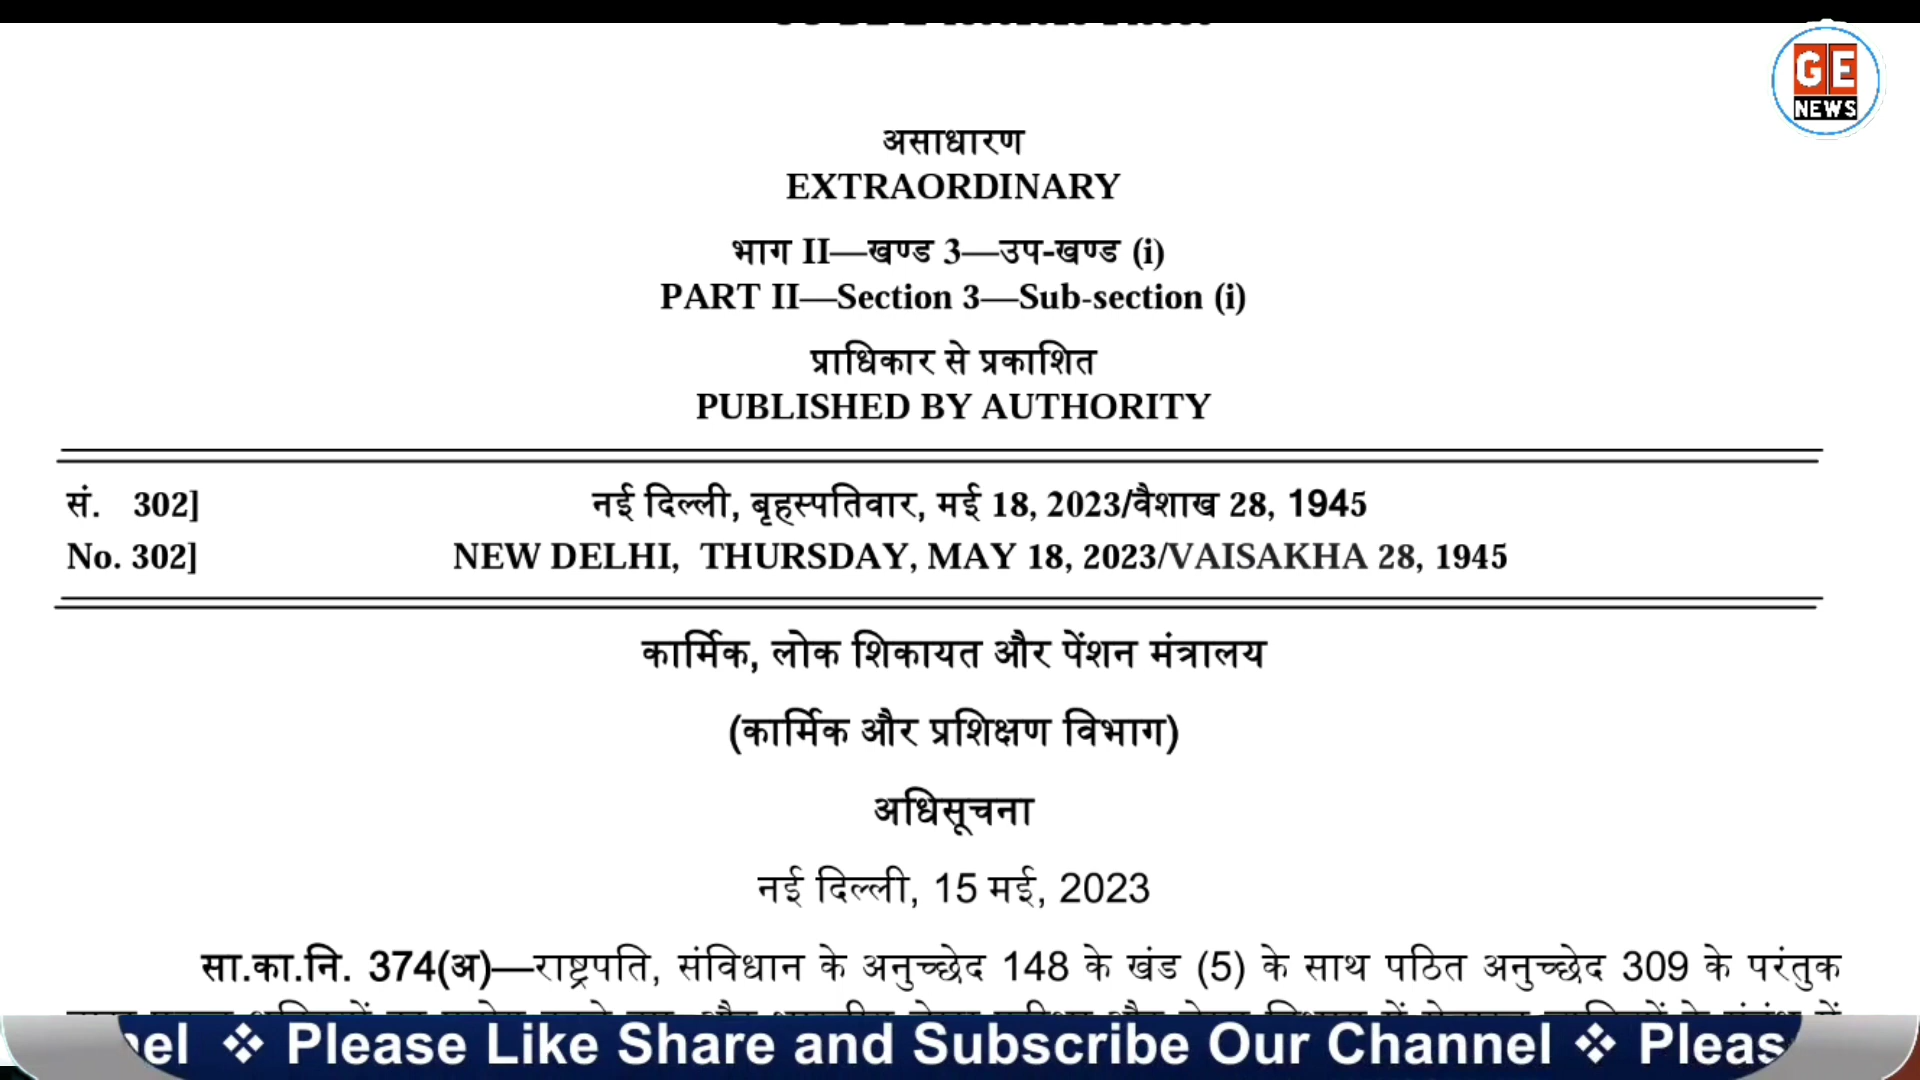 GE
NEWS
असाधारण
EXTRAORDINARY
भाग II—खण्ड 3—उप-खण्ड (i)
PART II—Section 3—Sub-section (i)
प्राधिकार से प्रकाशित
PUBLISHED BY AUTHORITY
सं. 302] नई दिल्ली, बृहस्पतिवार, मई 18, 2023/वैशाख 28, 1945
No. 302] NEW DELHI, THURSDAY, MAY 18, 2023/VAISAKHA 28, 1945
कार्मिक, लोक शिकायत और पेंशन मंत्रालय
(कार्मिक और प्रशिक्षण विभाग)
अधिसूचना
नई दिल्ली, 15 मई, 2023
सा.का.नि. 374(अ)—राष्ट्रपति, संविधान के अनुच्छेद 148 के खंड (5) के साथ पठित अनुच्छेद 309 के परंतुक
nel ❖ Please Like Share and Subscribe Our Channel ❖ Pleas